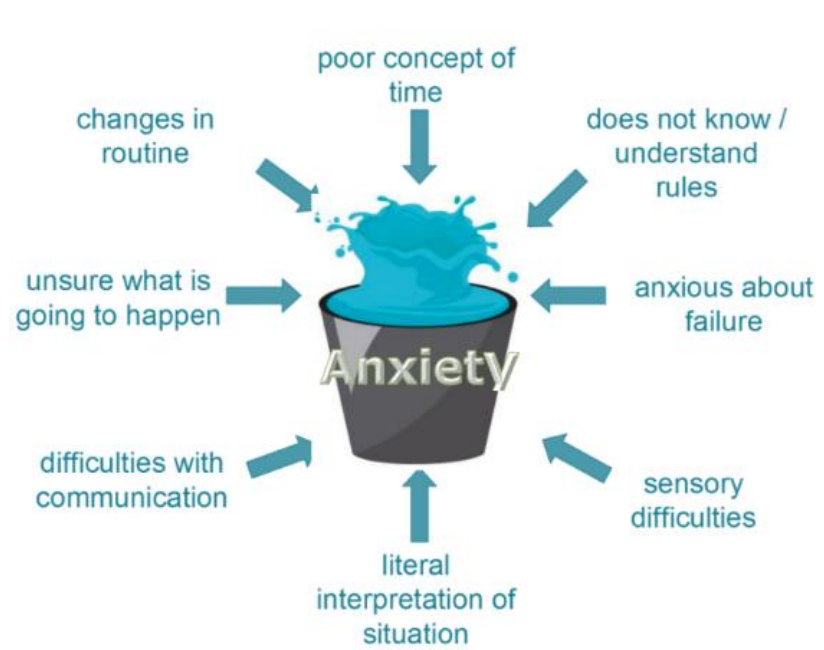 poor concept of
time
changes in
routine
does not know /
understand
rules
unsure what is
going to happen
anxious about
failure
Anxiety
difficulties with
communication
sensory
difficulties
literal
interpretation of
situation